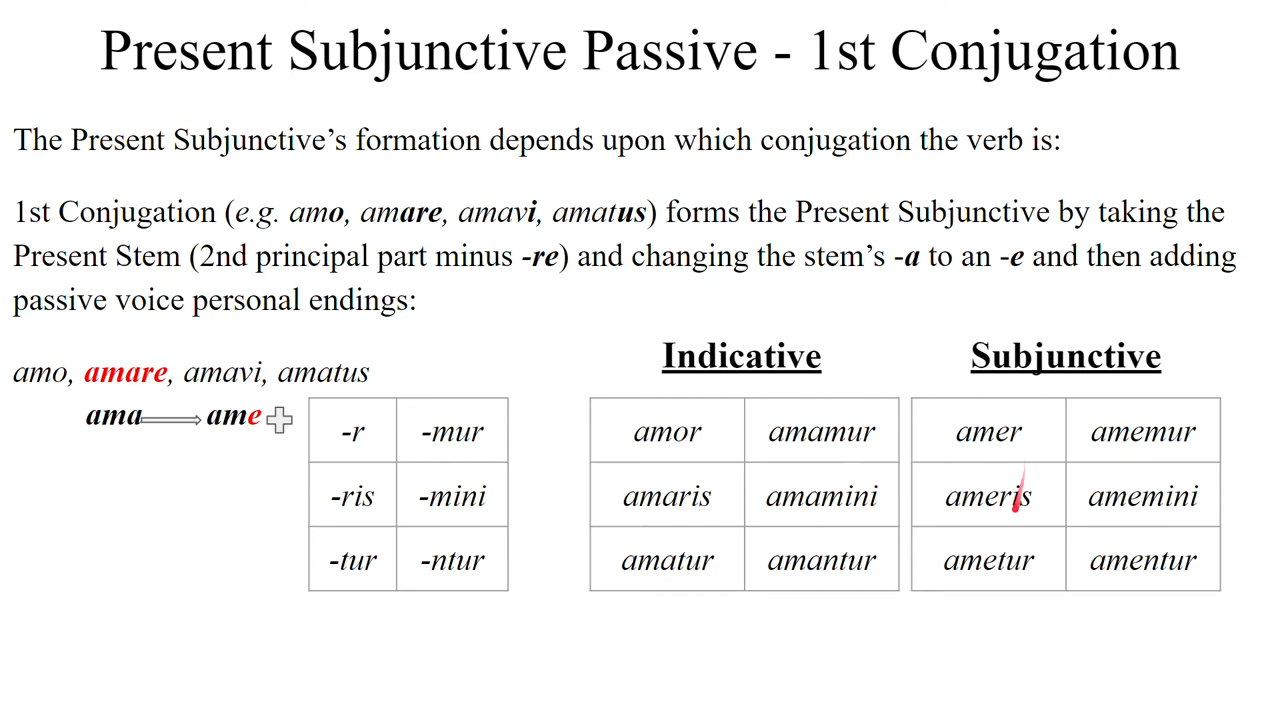 Present Subjunctive Passive - 1st Conjugation
The Present Subjunctive’s formation depends upon which conjugation the verb is:
1st Conjugation (e.g. amo, amare, amavi, amatus) forms the Present Subjunctive by taking the
Present Stem (2nd principal part minus -re) and changing the stem’s -a to an -e and then adding
passive voice personal endings:
amo, amare, amavi, amatus
ama ame
-r -mur
-ris -mini
-tur -ntur
Indicative
amor amamur
amaris amamini
amatur amantur
Subjunctive
amer amemur
ameris amemini
ametur amentur